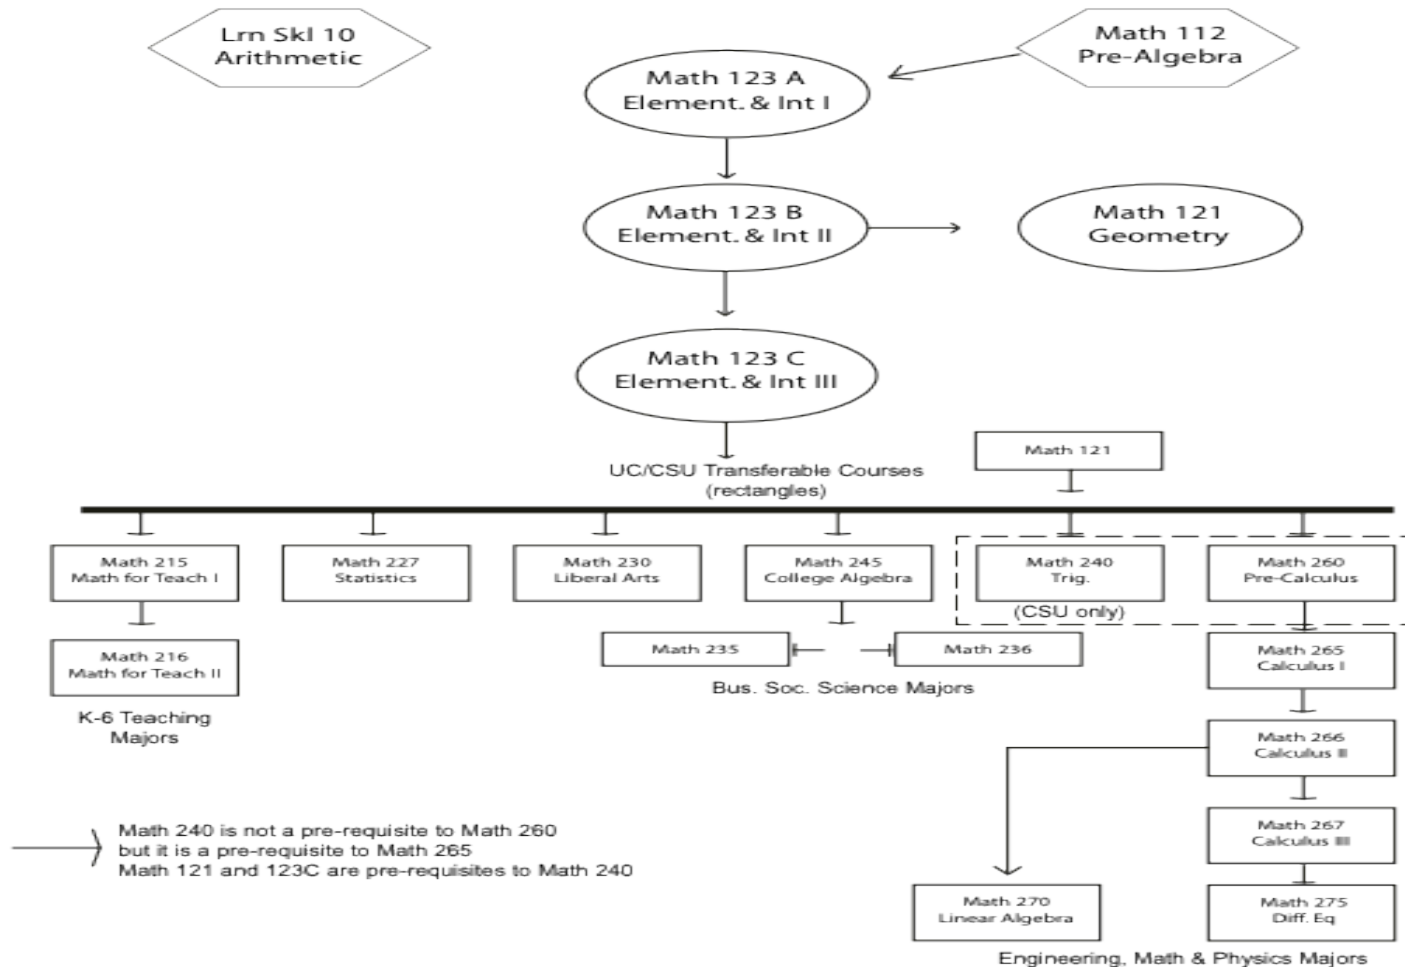 Lrn Skl 10
Arithmetic
Math 112
Pre-Algebra
Math 123 A
Element. & Int I
Math 123 B
Element. & Int II
Math 121
Geometry
Math 123 C
Element. & Int III
Math 121
UC/CSU Transferable Courses
(rectangles)
Math 215
Math for Teach I
Math 227
Statistics
Math 230
Liberal Arts
Math 245
College Algebra
Math 240
Trig.
(CSU only)
Math 260
Pre-Calculus
Math 216
Math for Teach II
K-6 Teaching
Majors
Math 235
Math 236
Bus. Soc. Science Majors
Math 265
Calculus I
Math 266
Calculus II
Math 267
Calculus III
Math 240 is not a pre-requisite to Math 260
but it is a pre-requisite to Math 265
Math 121 and 123C are pre-requisites to Math 240
Math 270
Linear Algebra
Math 275
Diff. Eq
Engineering, Math & Physics Majors